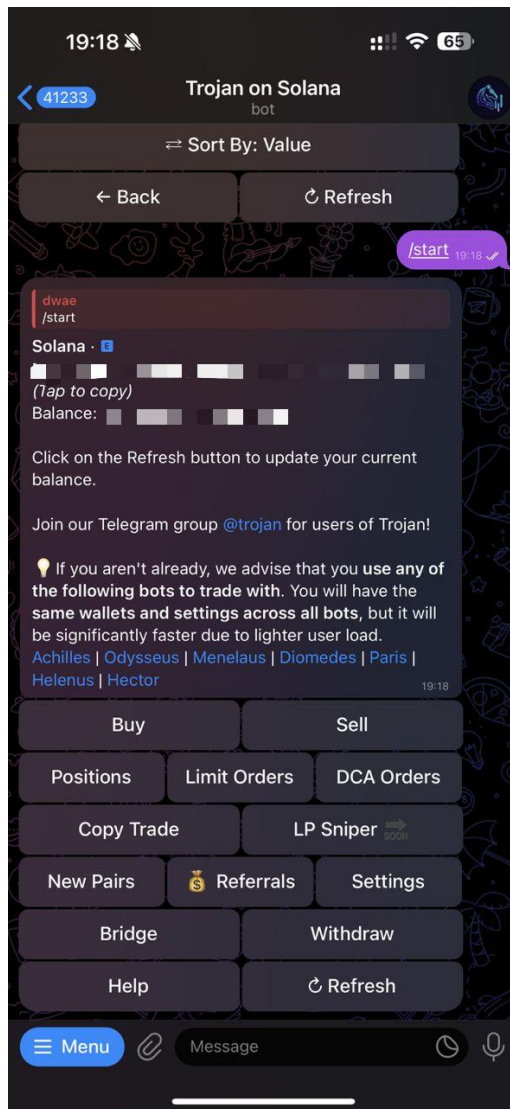 19:18
65
41233
Trojan on Solana
bot
⇄ Sort By: Value
← Back
Refresh
/start 19:18
dwae
/start
Solana · E
(Tap to copy)
Balance:
Click on the Refresh button to update your current
balance.
Join our Telegram group @trojan for users of Trojan!
💡 If you aren't already, we advise that you use any of
the following bots to trade with. You will have the
same wallets and settings across all bots, but it will
be significantly faster due to lighter user load.
Achilles | Odysseus | Menelaus | Diomedes | Paris |
Helenus | Hector
19:18
Buy
Sell
Positions
Limit Orders
DCA Orders
Copy Trade
LP Sniper SOON
New Pairs
💰 Referrals
Settings
Bridge
Withdraw
Help
Refresh
Menu
Message